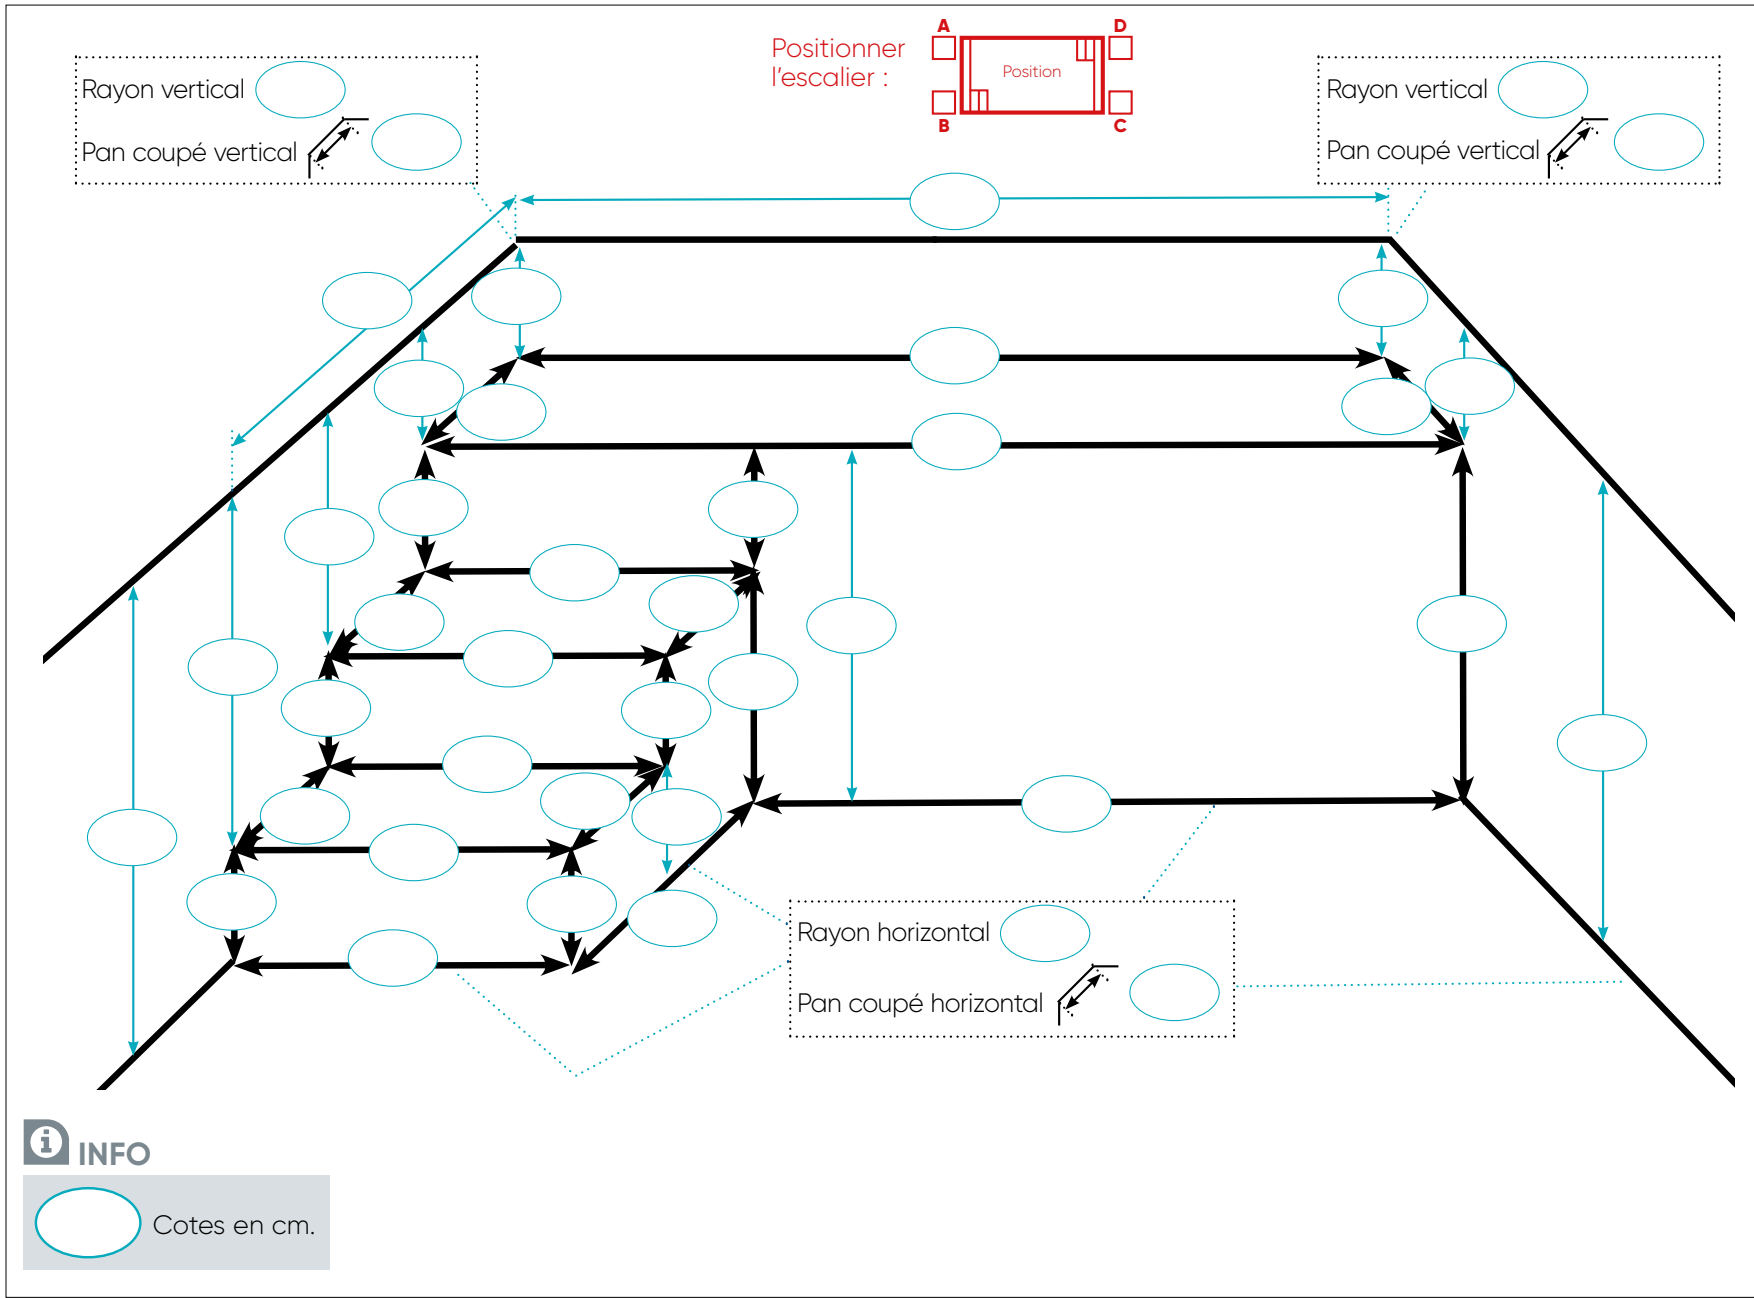 A
D
Positionner
l'escalier :
Position
B
C
Rayon vertical
Pan coupé vertical
Rayon vertical
Pan coupé vertical
Rayon horizontal
Pan coupé horizontal
INFO
Cotes en cm.